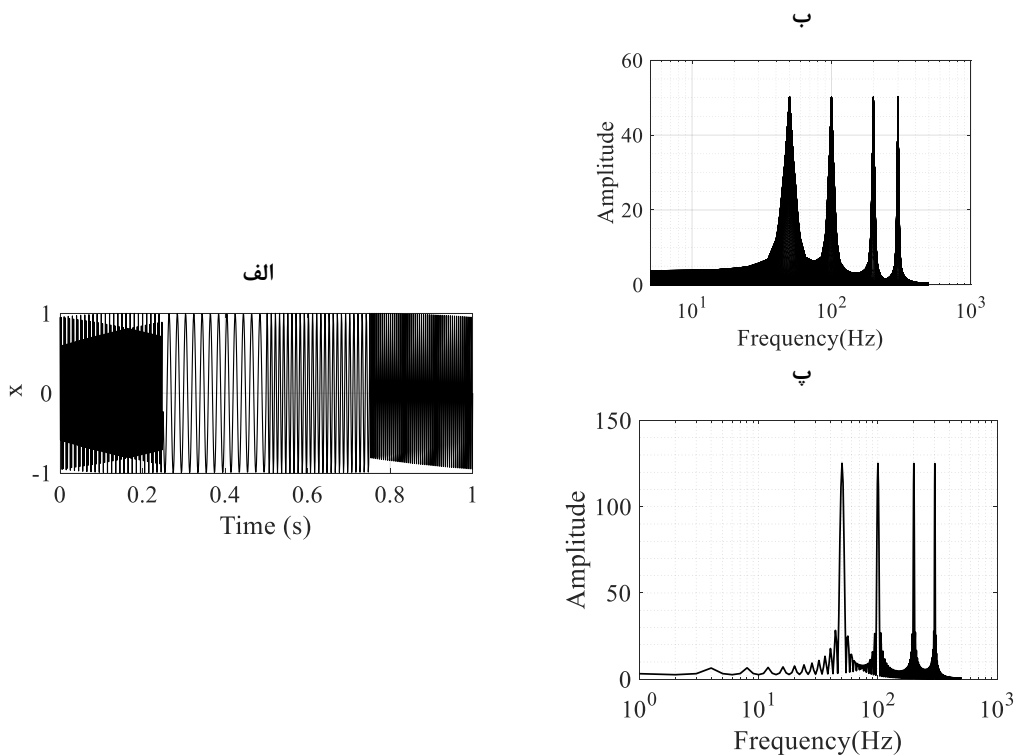 ب
60
40
20
0
Amplitude
10^1
10^2
10^3
Frequency(Hz)
الف
1
0
-1
x
0
0.2
0.4
0.6
0.8
1
Time (s)
پ
150
100
50
0
Amplitude
10^0
10^1
10^2
10^3
Frequency(Hz)